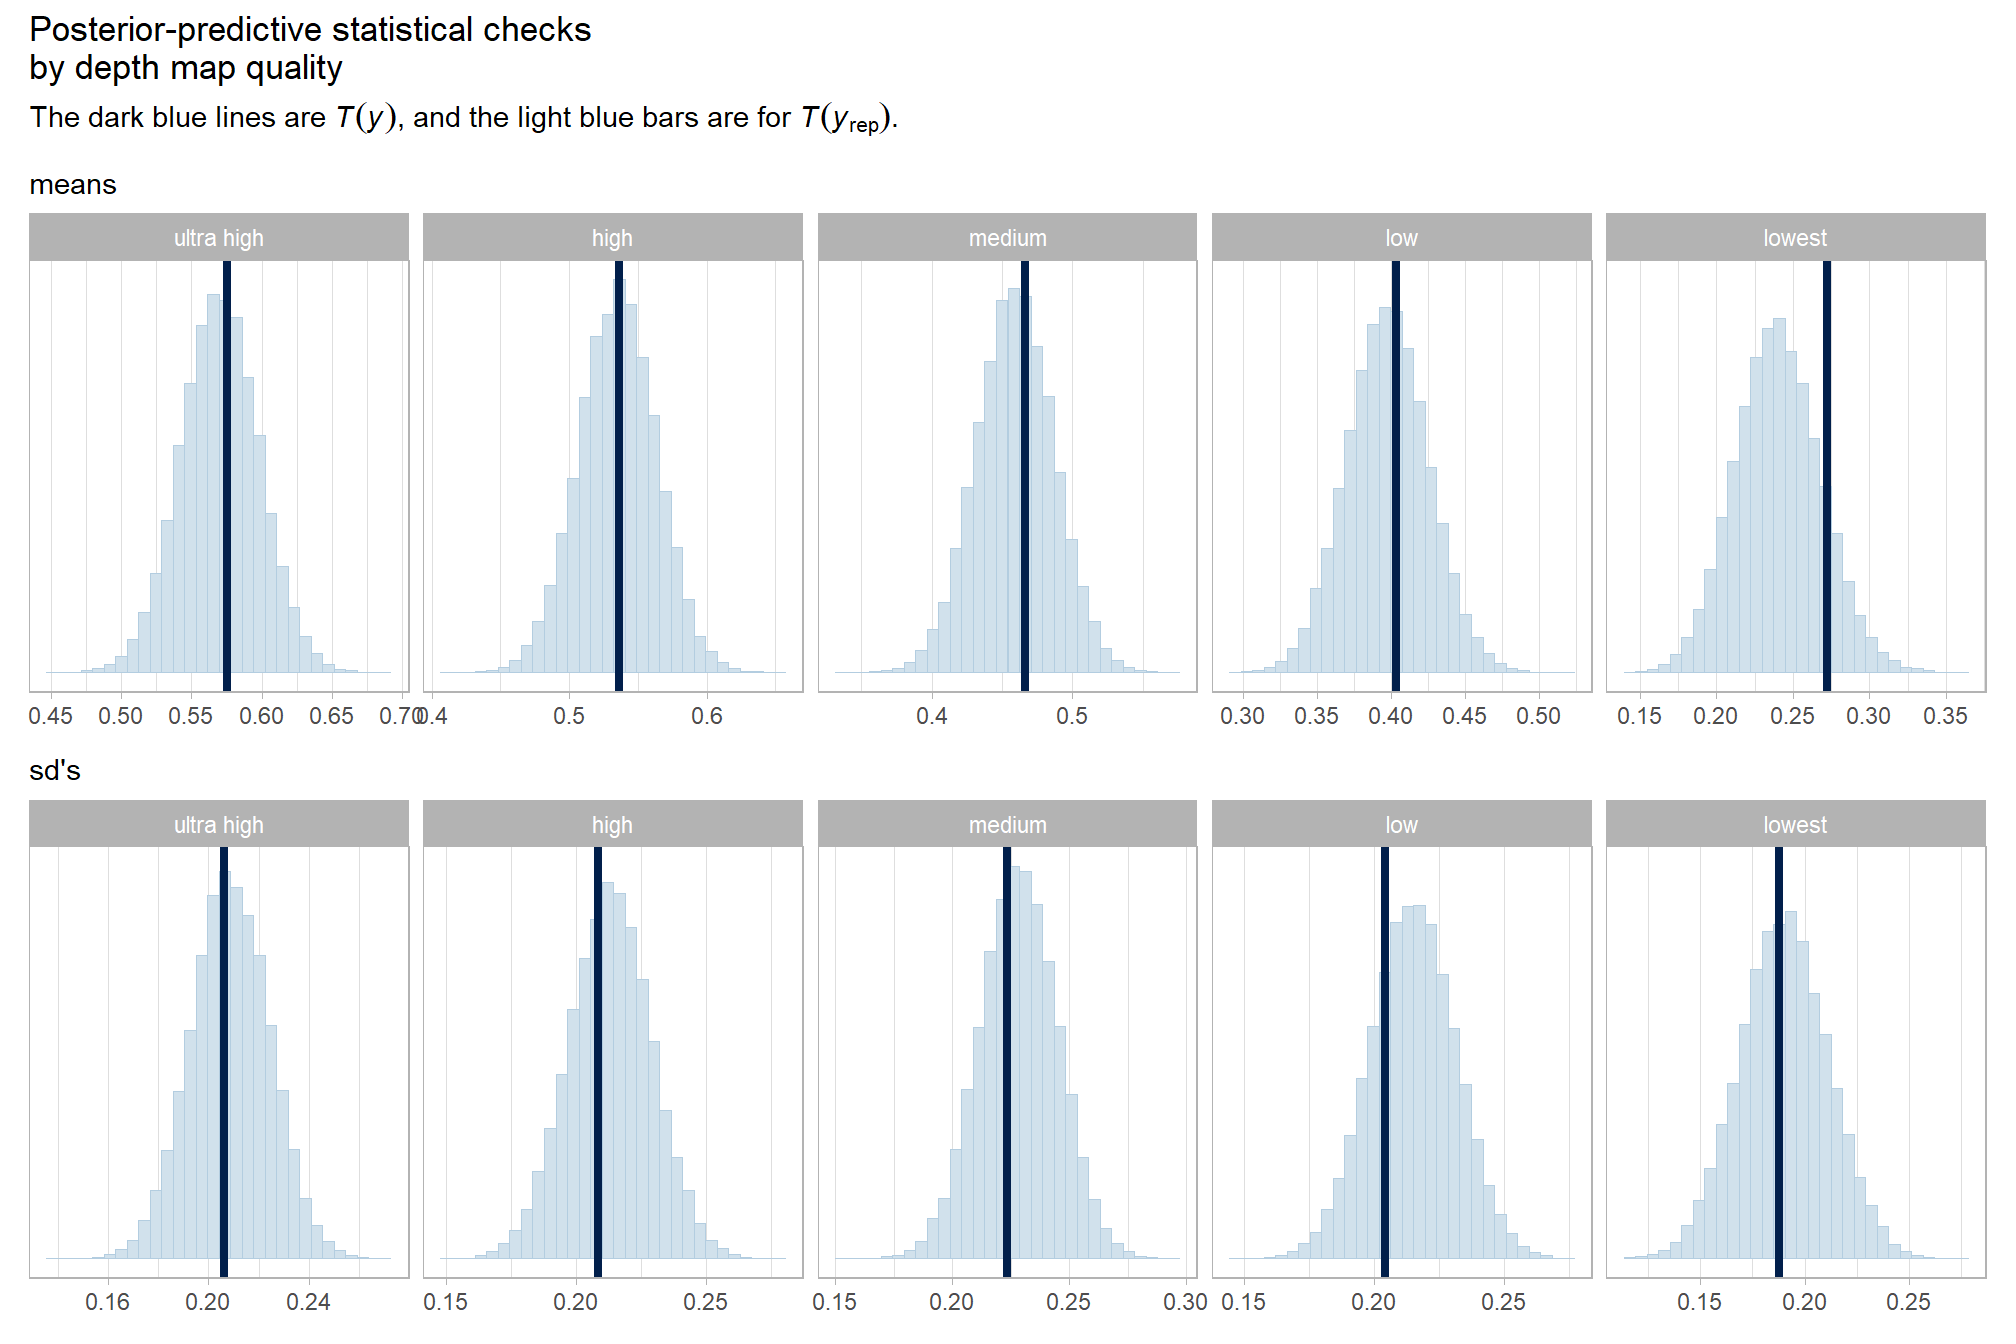 Posterior-predictive statistical checks
by depth map quality
The dark blue lines are T(y), and the light blue bars are for T(y_rep).
means
ultra high high medium low lowest
0.45 0.50 0.55 0.60 0.65 0.70 0.4 0.5 0.6 0.4 0.5 0.30 0.35 0.40 0.45 0.50 0.15 0.20 0.25 0.30 0.35
sd's
ultra high high medium low lowest
0.16 0.20 0.24 0.15 0.20 0.25 0.15 0.20 0.25 0.30 0.15 0.20 0.25 0.15 0.20 0.25